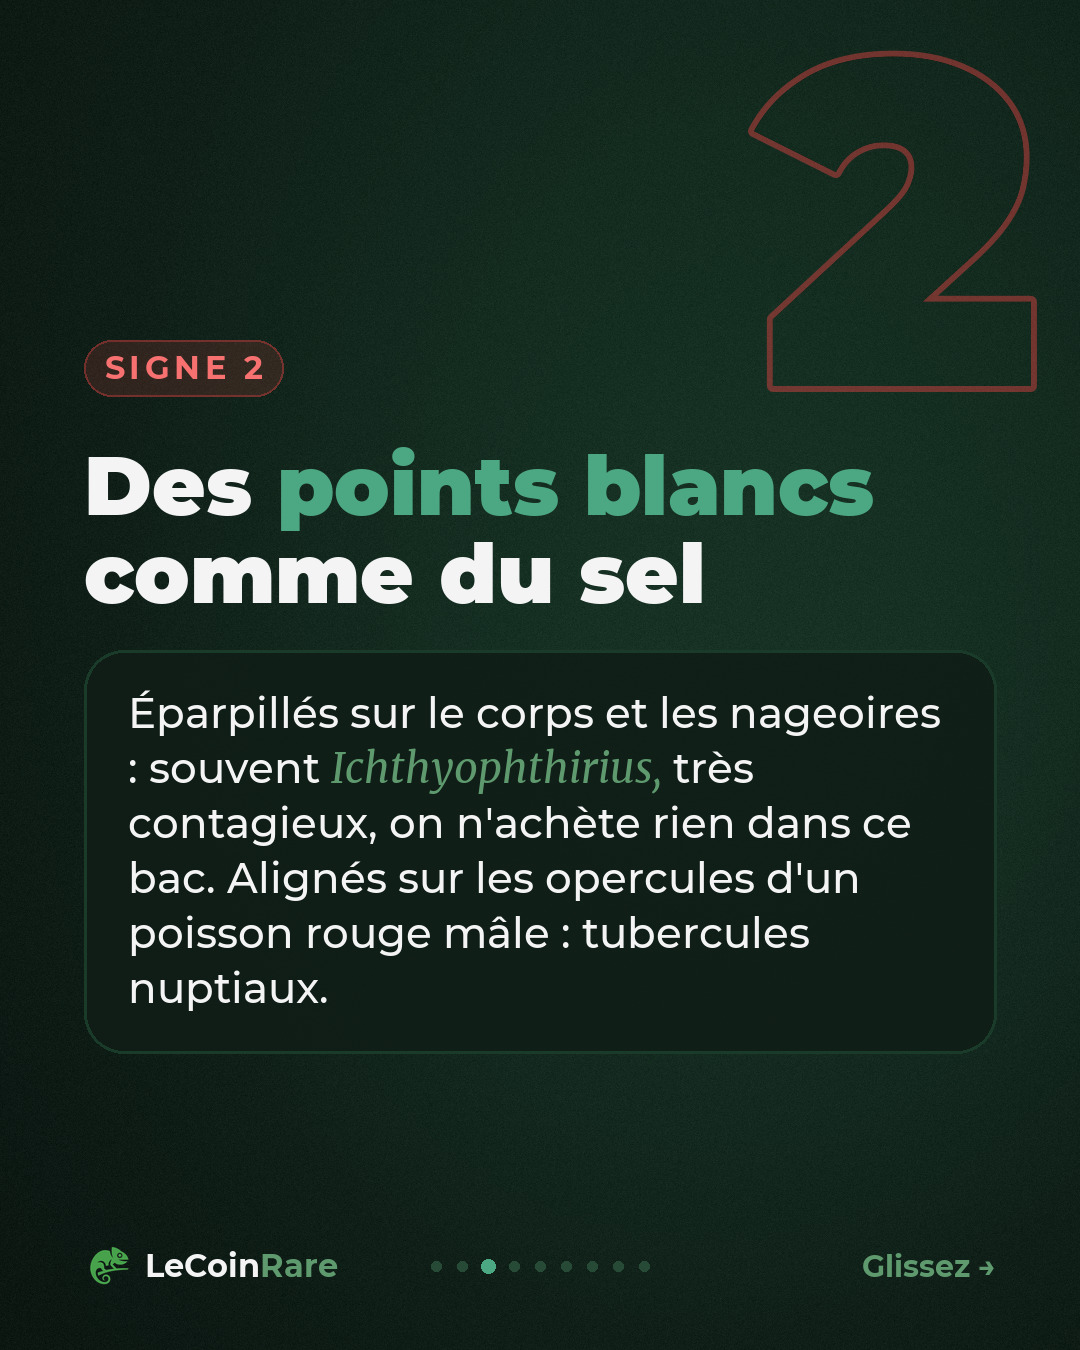 2
SIGNE 2
Des points blancs
comme du sel
Éparpillés sur le corps et les nageoires
: souvent Ichthyophthirius, très
contagieux, on n'achète rien dans ce
bac. Alignés sur les opercules d'un
poisson rouge mâle : tubercules
nuptiaux.
LeCoinRare
Glissez →